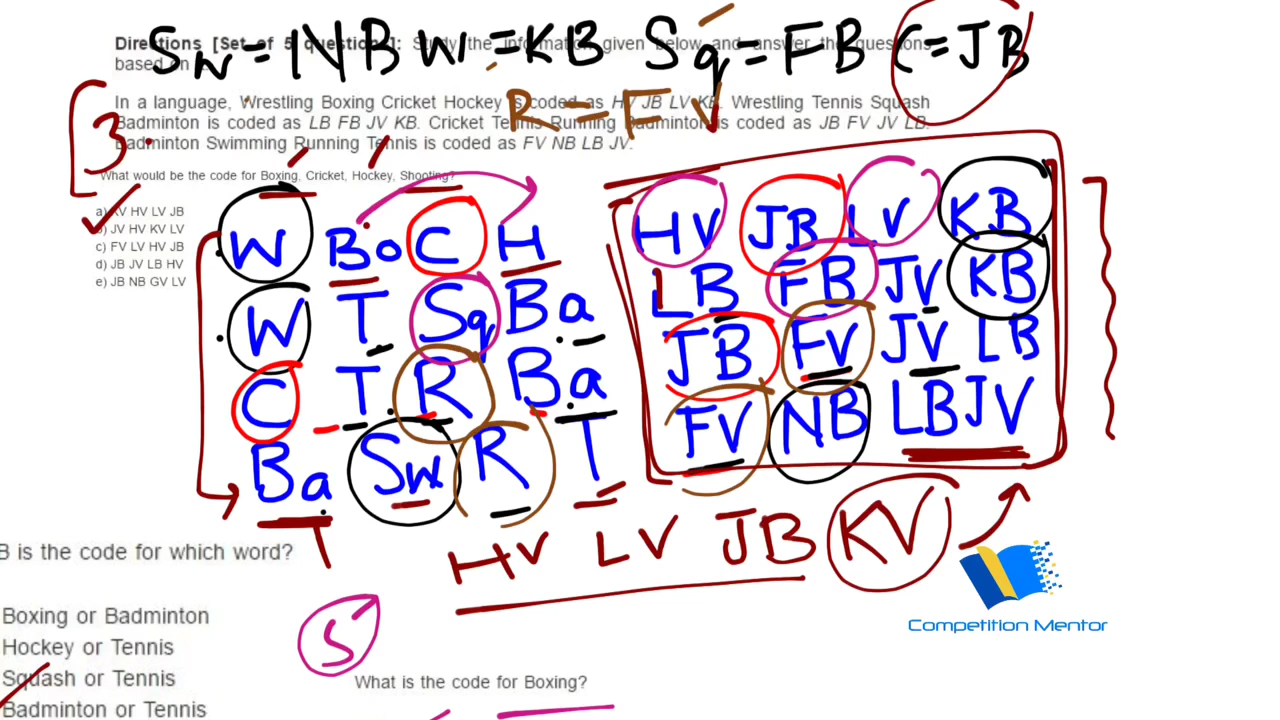 Sw = NB W = KB Sq = FB C = JB
Directions [Set of 5 questions]: Study the information given below and answer the questions
based on
In a language, Wrestling Boxing Cricket Hockey is coded as HV JB LV KB. Wrestling Tennis Squash
Badminton is coded as LB FB JV KB. Cricket Tennis Running Badminton is coded as JB FV JV LB.
Badminton Swimming Running Tennis is coded as FV NB LB JV.
R = FV
3.
What would be the code for Boxing, Cricket, Hockey, Shooting?
a) KV HV LV JB
b) JV HV KV LV
c) FV LV HV JB
d) JB JV LB HV
e) JB NB GV LV
W Bo C H HV JB LV KB
W T Sq Ba LB FB JV KB
C T R Ba JB FV JV LB
Ba Sw R T FV NB LB JV
T HV LV JB KV
B is the code for which word?
Boxing or Badminton
Hockey or Tennis
Squash or Tennis
Badminton or Tennis
5
Competition Mentor
What is the code for Boxing?